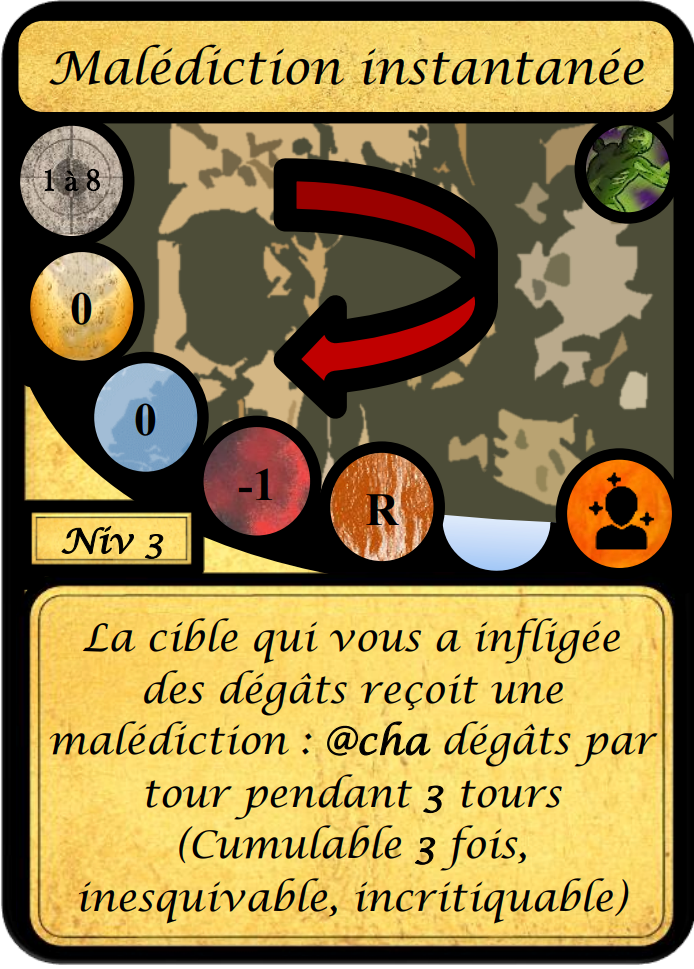 Malédiction instantanée
1 à 8
0
0
-1
R
Niv 3
La cible qui vous a infligée
des dégâts reçoit une
malédiction : @cha dégâts par
tour pendant 3 tours
(Cumulable 3 fois,
inesquivable, incritiquable)